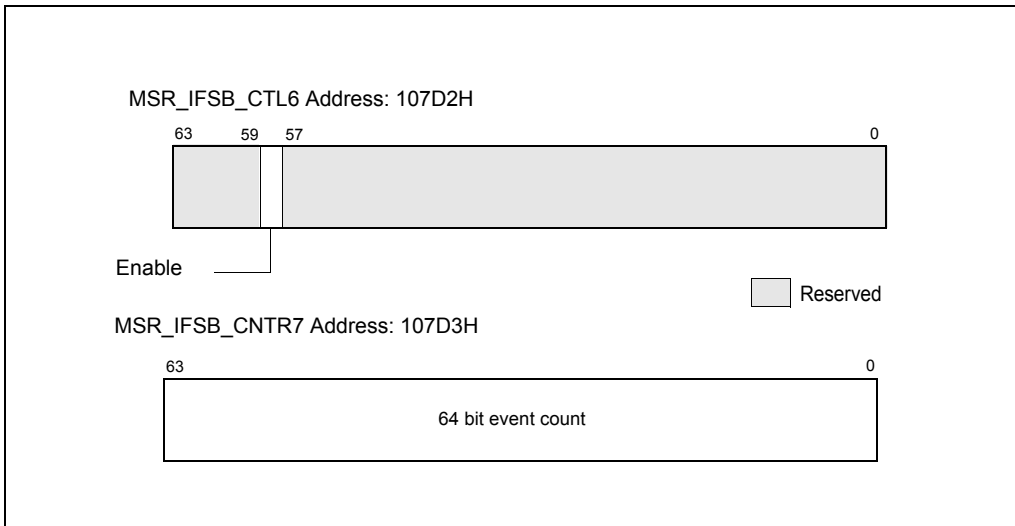 MSR_IFSB_CTL6 Address: 107D2H
63 59 57 0
Enable
Reserved
MSR_IFSB_CNTR7 Address: 107D3H
63 0
64 bit event count